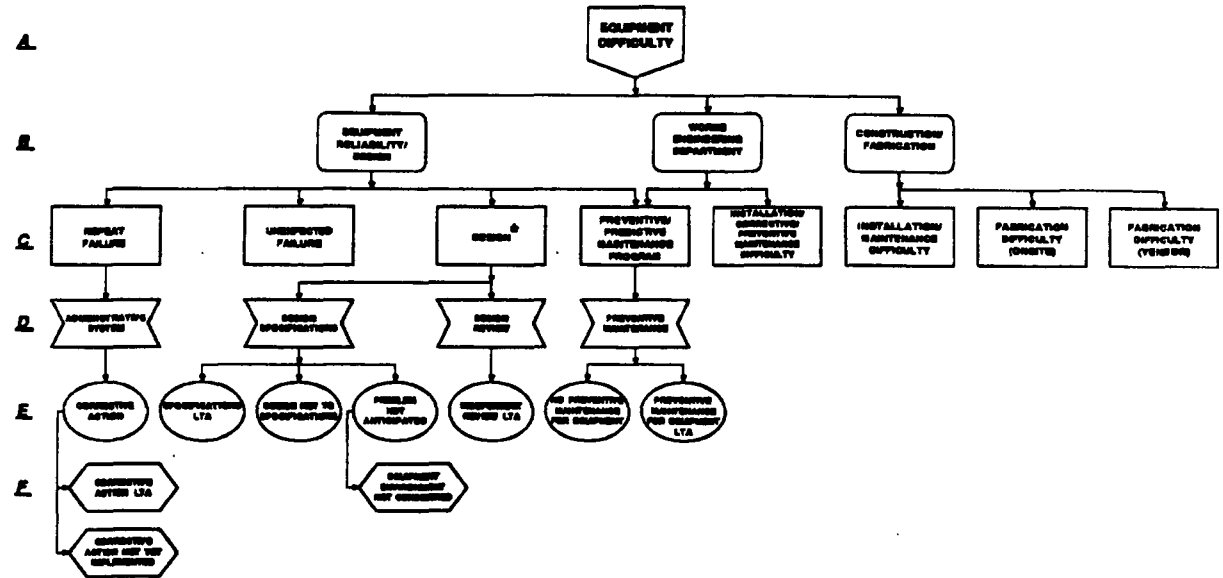 A
EQUIPMENT
DIFFICULTY
B
EQUIPMENT
RELIABILITY/
DESIGN
WORKS
ENGINEERING
DEPARTMENT
CONSTRUCTION/
FABRICATION
C
REPEAT
FAILURE
UNEXPECTED
FAILURE
DESIGN*
PREVENTIVE/
PREDICTIVE
MAINTENANCE
PROGRAM
INSTALLATION/
CORRECTIVE/
PREVENTIVE
MAINTENANCE
DIFFICULTY
INSTALLATION/
MAINTENANCE
DIFFICULTY
FABRICATION
DIFFICULTY
(ONSITE)
FABRICATION
DIFFICULTY
(VENDOR)
D
ADMINISTRATIVE
SYSTEM
DESIGN
SPECIFICATIONS
DESIGN
REVIEW
PREVENTIVE
MAINTENANCE
E
CORRECTIVE
ACTION
SPECIFICATIONS
LTA
DESIGN NOT TO
SPECIFICATIONS
PROBLEM
NOT
ANTICIPATED
INDEPENDENT
REVIEW LTA
NO PREVENTIVE
MAINTENANCE
FOR EQUIPMENT
PREVENTIVE
MAINTENANCE
FOR EQUIPMENT
LTA
F
CORRECTIVE
ACTION LTA
EQUIPMENT
ENVIRONMENT
NOT CONSIDERED
CORRECTIVE
ACTION NOT YET
IMPLEMENTED